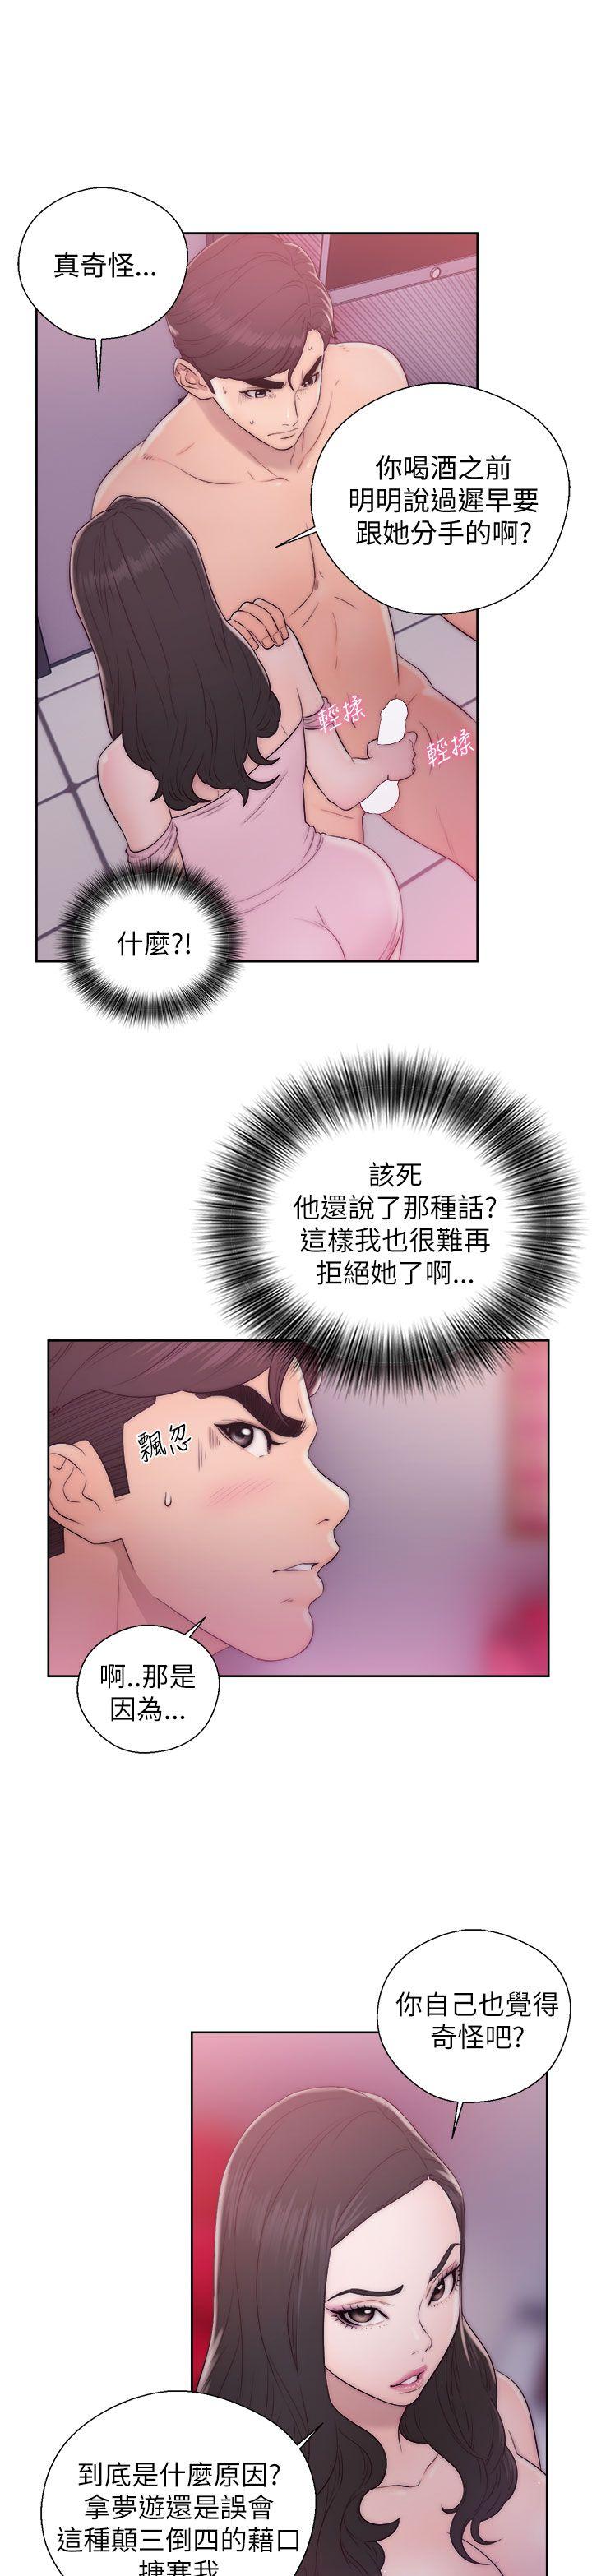 真奇怪...
你喝酒之前
明明說過遲早要
跟她分手的啊?
輕揉
輕揉
什麼?!
該死
他還說了那種話?
這樣我也很難再
拒絕她了啊...
飄忽
啊..那是
因為...
你自己也覺得
奇怪吧?
到底是什麼原因?
拿夢遊還是誤會
這種顛三倒四的藉口
搪塞我